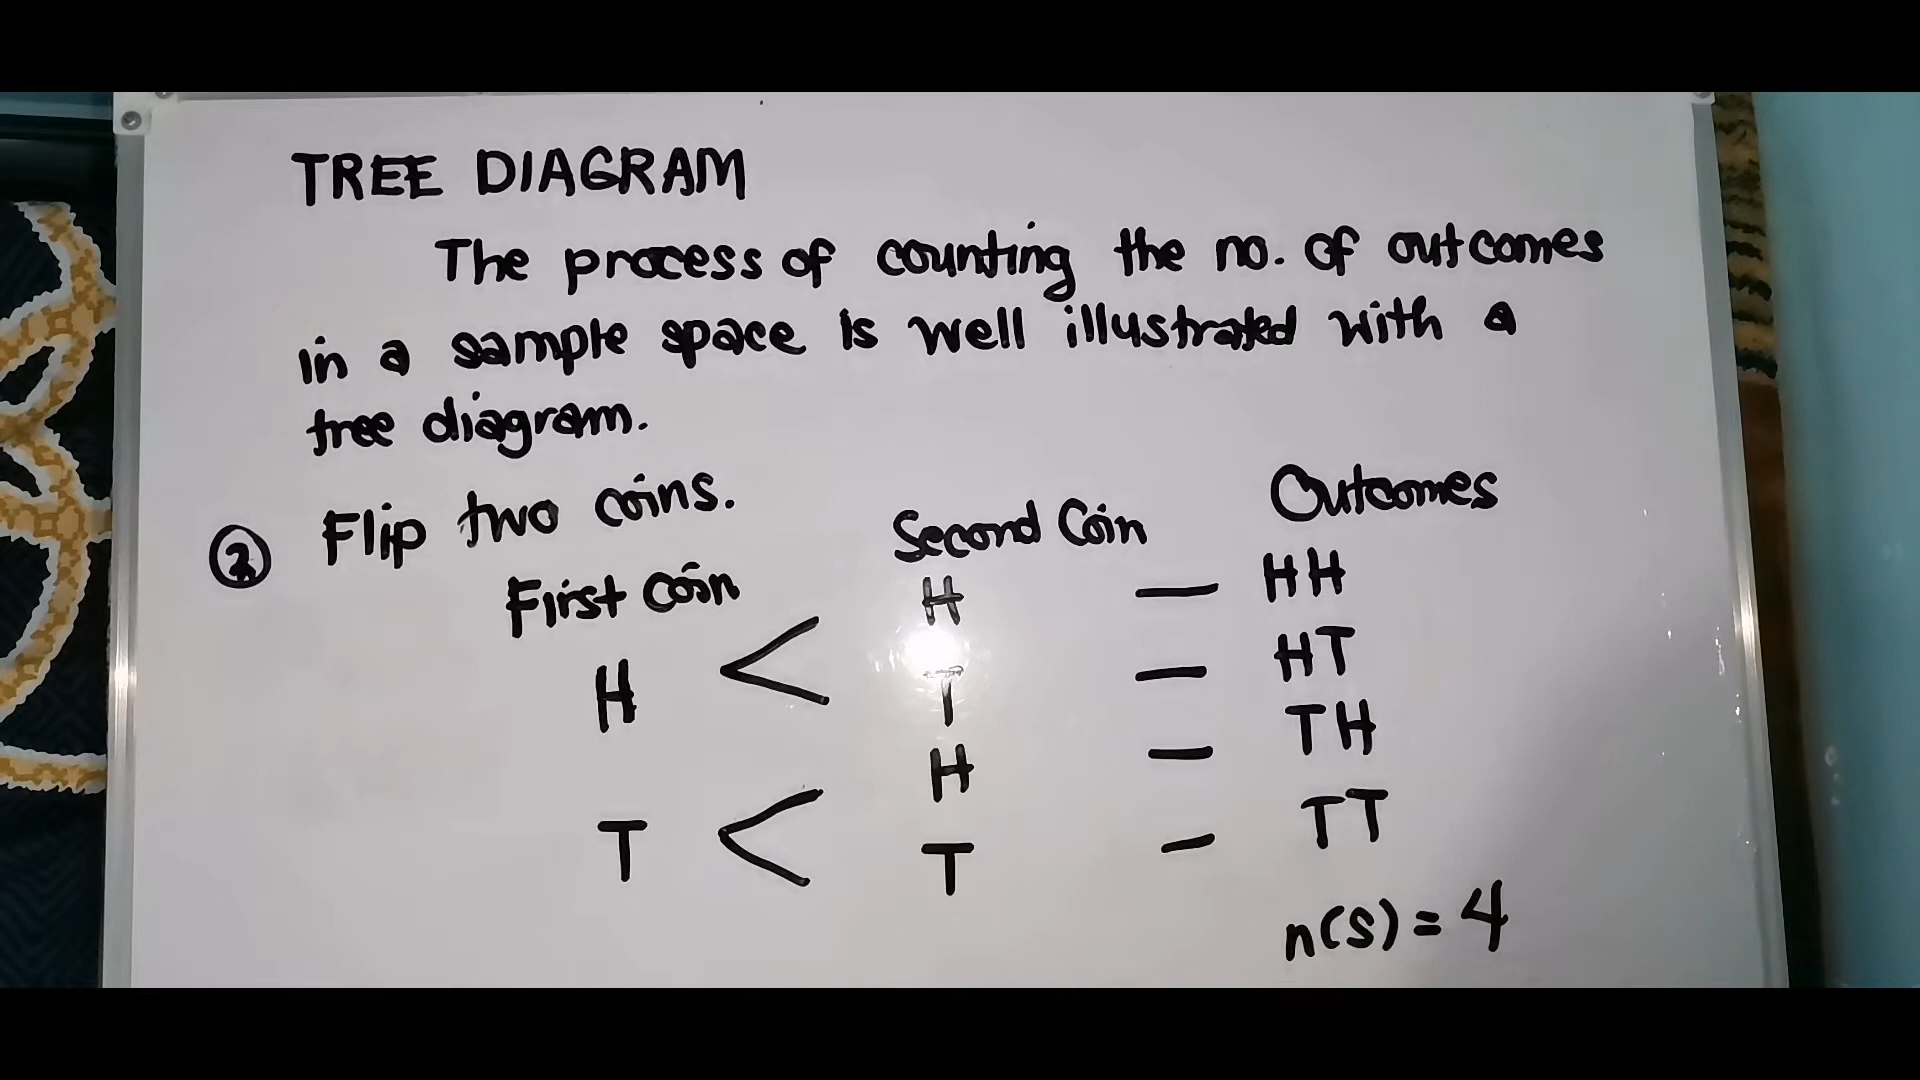 TREE DIAGRAM
The process of counting the no. of outcomes
in a sample space is well illustrated with a
tree diagram.
② Flip two coins.
First coin Second Coin Outcomes
H < H — HH
T — HT
T < H — TH
T — TT
n(S) = 4